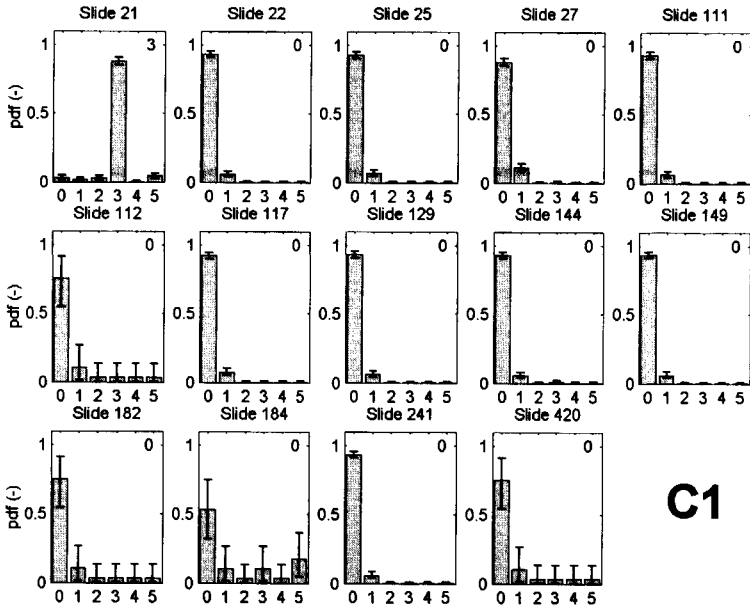 Slide 21 Slide 22 Slide 25 Slide 27 Slide 111
1 3 1 0 1 0 1 0 1 0
pdf (-) 0.5 0.5 0.5 0.5 0.5
0 0 0 0 0
0 1 2 3 4 5 0 1 2 3 4 5 0 1 2 3 4 5 0 1 2 3 4 5 0 1 2 3 4 5
Slide 112 Slide 117 Slide 129 Slide 144 Slide 149
1 0 1 0 1 0 1 0 1 0
pdf (-) 0.5 0.5 0.5 0.5 0.5
0 0 0 0 0
0 1 2 3 4 5 0 1 2 3 4 5 0 1 2 3 4 5 0 1 2 3 4 5 0 1 2 3 4 5
Slide 182 Slide 184 Slide 241 Slide 420
1 0 1 0 1 0 1 0
pdf (-) 0.5 0.5 0.5 0.5 C1
0 0 0 0
0 1 2 3 4 5 0 1 2 3 4 5 0 1 2 3 4 5 0 1 2 3 4 5